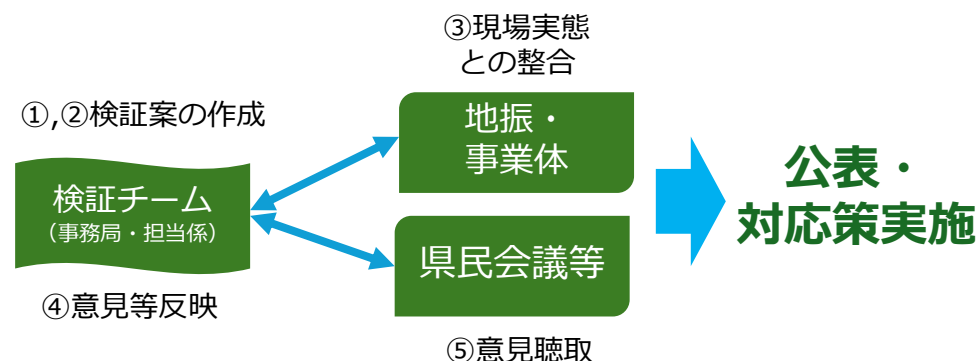 ③現場実態
との整合
①,②検証案の作成
地振・
事業体
検証チーム
（事務局・担当係）
公表・
対応策実施
県民会議等
④意見等反映
⑤意見聴取